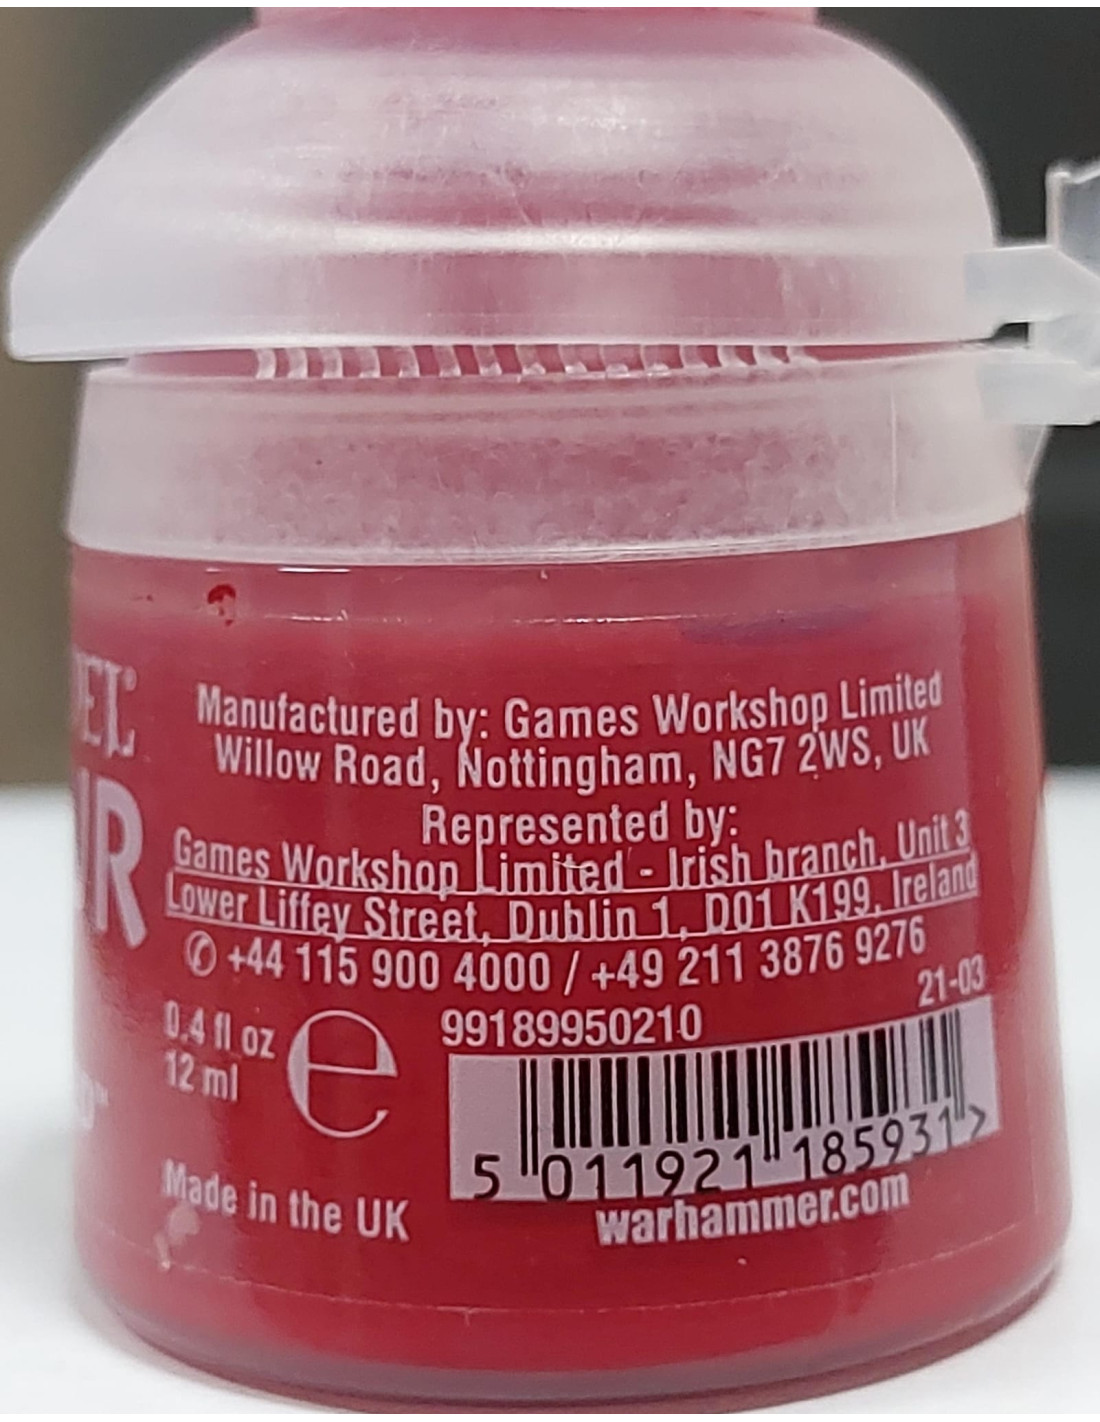 DEL®
UR
Manufactured by: Games Workshop Limited
Willow Road, Nottingham, NG7 2WS, UK
Represented by:
Games Workshop Limited - Irish branch, Unit 3
Lower Liffey Street, Dublin 1, D01 K199, Ireland
✆ +44 115 900 4000 / +49 211 3876 9276
21-03
0.4 fl oz
12 ml
e
99189950210
5 011921 185931 >
Made in the UK
warhammer.com